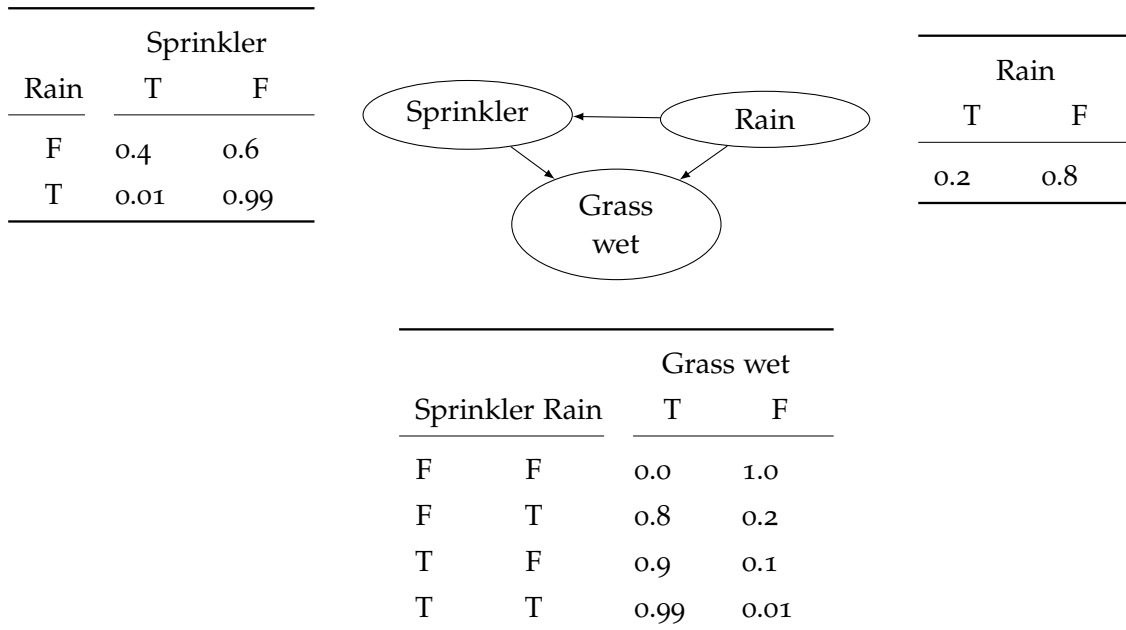 Sprinkler
Rain T F
F 0.4 0.6
T 0.01 0.99
Sprinkler
Rain
Grass
wet
Rain
T F
0.2 0.8
Grass wet
Sprinkler Rain T F
F F 0.0 1.0
F T 0.8 0.2
T F 0.9 0.1
T T 0.99 0.01